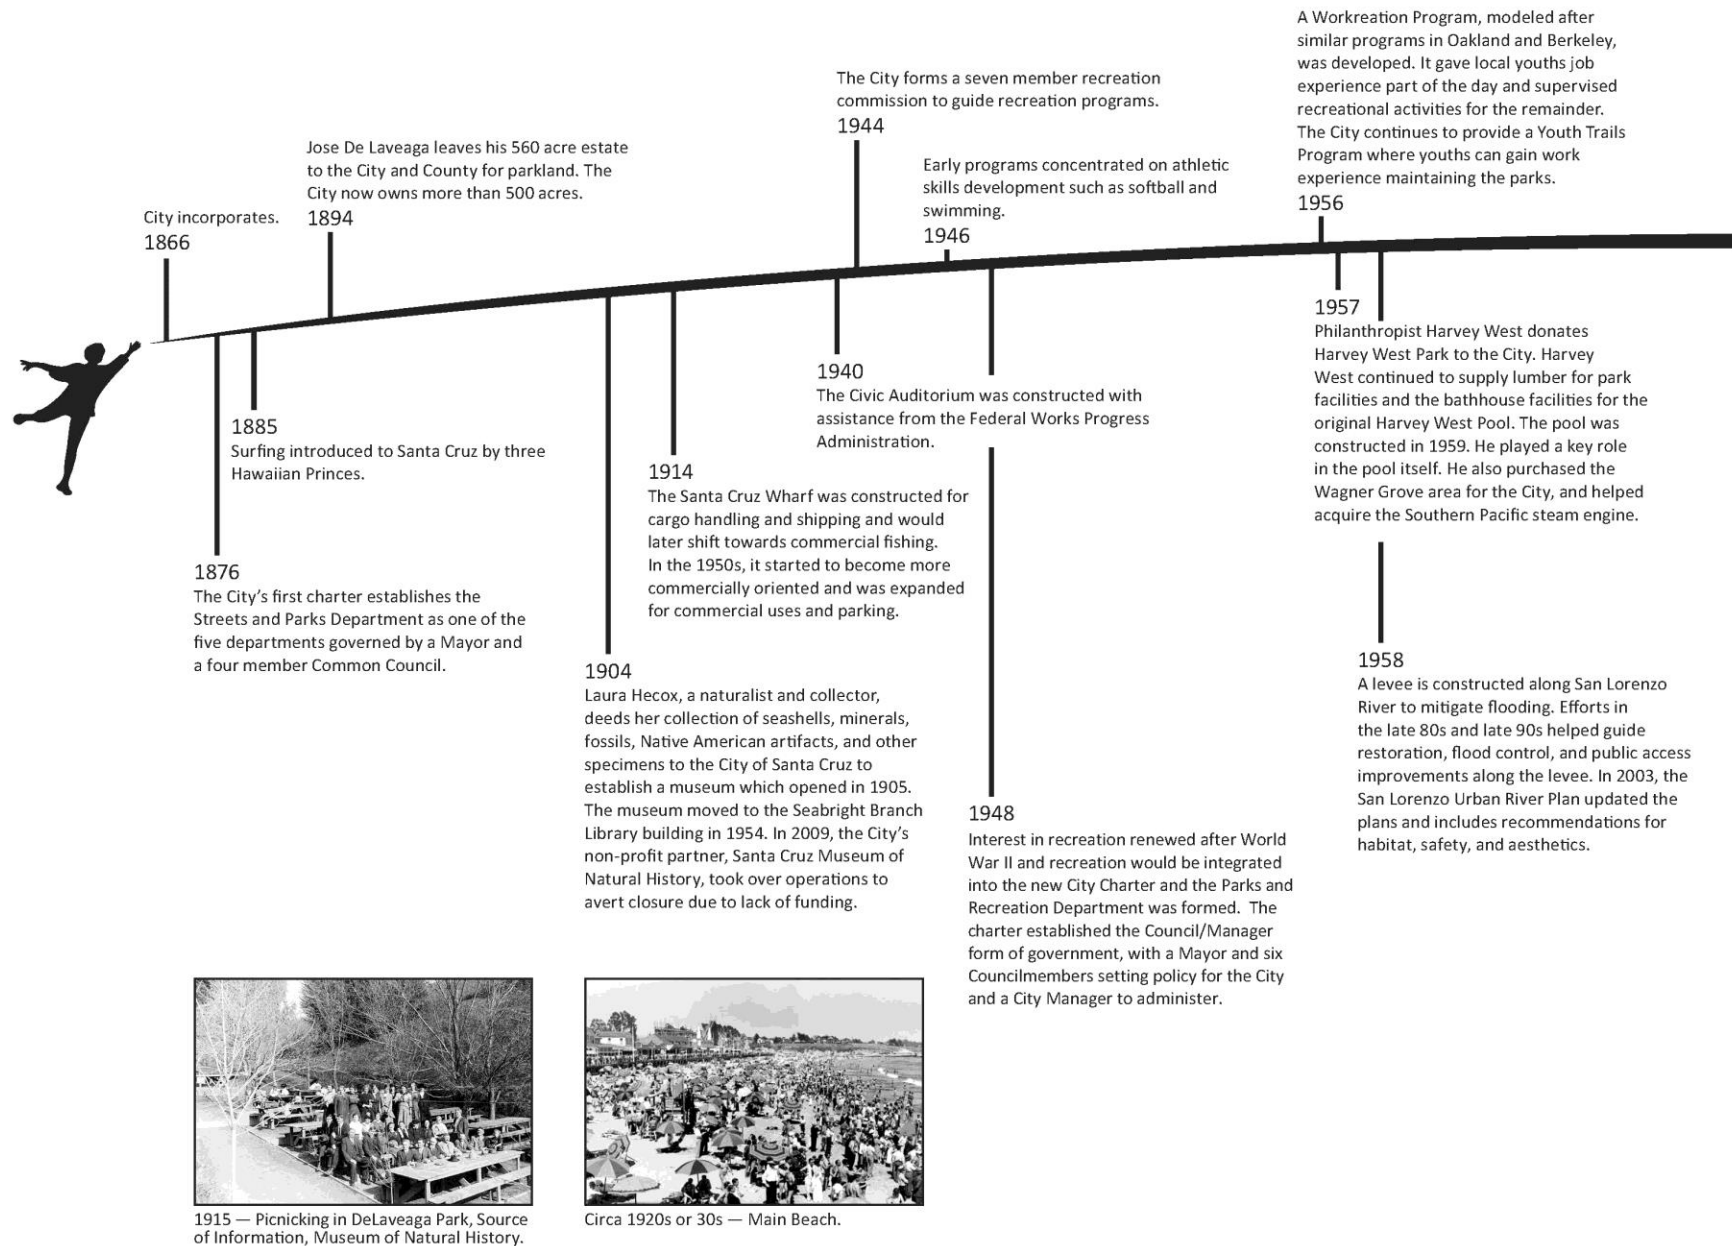 City incorporates.
1866
Jose De Laveaga leaves his 560 acre estate
to the City and County for parkland. The
City now owns more than 500 acres.
1894
The City forms a seven member recreation
commission to guide recreation programs.
1944
Early programs concentrated on athletic
skills development such as softball and
swimming.
1946
A Workreation Program, modeled after
similar programs in Oakland and Berkeley,
was developed. It gave local youths job
experience part of the day and supervised
recreational activities for the remainder.
The City continues to provide a Youth Trails
Program where youths can gain work
experience maintaining the parks.
1956
1876
The City's first charter establishes the
Streets and Parks Department as one of the
five departments governed by a Mayor and
a four member Common Council.
1885
Surfing introduced to Santa Cruz by three
Hawaiian Princes.
1904
Laura Hecox, a naturalist and collector,
deeds her collection of seashells, minerals,
fossils, Native American artifacts, and other
specimens to the City of Santa Cruz to
establish a museum which opened in 1905.
The museum moved to the Seabright Branch
Library building in 1954. In 2009, the City's
non-profit partner, Santa Cruz Museum of
Natural History, took over operations to
avert closure due to lack of funding.
1914
The Santa Cruz Wharf was constructed for
cargo handling and shipping and would
later shift towards commercial fishing.
In the 1950s, it started to become more
commercially oriented and was expanded
for commercial uses and parking.
1940
The Civic Auditorium was constructed with
assistance from the Federal Works Progress
Administration.
1948
Interest in recreation renewed after World
War II and recreation would be integrated
into the new City Charter and the Parks and
Recreation Department was formed.  The
charter established the Council/Manager
form of government, with a Mayor and six
Councilmembers setting policy for the City
and a City Manager to administer.
1957
Philanthropist Harvey West donates
Harvey West Park to the City. Harvey
West continued to supply lumber for park
facilities and the bathhouse facilities for the
original Harvey West Pool. The pool was
constructed in 1959. He played a key role
in the pool itself. He also purchased the
Wagner Grove area for the City, and helped
acquire the Southern Pacific steam engine.
1958
A levee is constructed along San Lorenzo
River to mitigate flooding. Efforts in
the late 80s and late 90s helped guide
restoration, flood control, and public access
improvements along the levee. In 2003, the
San Lorenzo Urban River Plan updated the
plans and includes recommendations for
habitat, safety, and aesthetics.
1915 — Picnicking in DeLaveaga Park, Source
of Information, Museum of Natural History.
Circa 1920s or 30s — Main Beach.